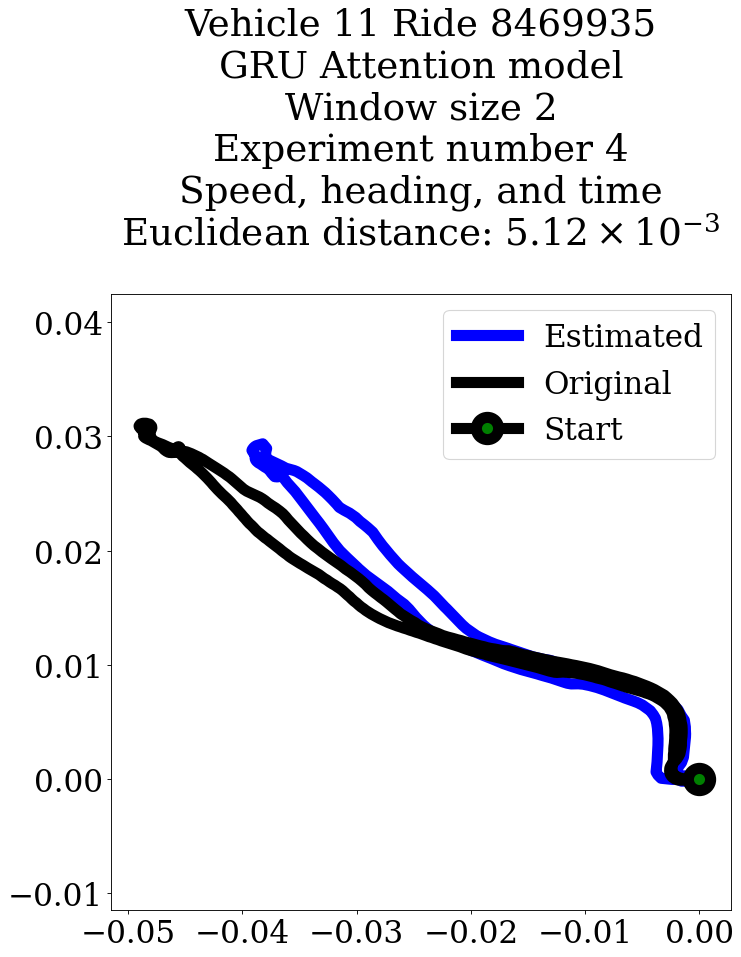 Vehicle 11 Ride 8469935
GRU Attention model
Window size 2
Experiment number 4
Speed, heading, and time
Euclidean distance: 5.12 × 10⁻³
Estimated
Original
Start
0.04
0.03
0.02
0.01
0.00
−0.01
−0.05 −0.04 −0.03 −0.02 −0.01 0.00